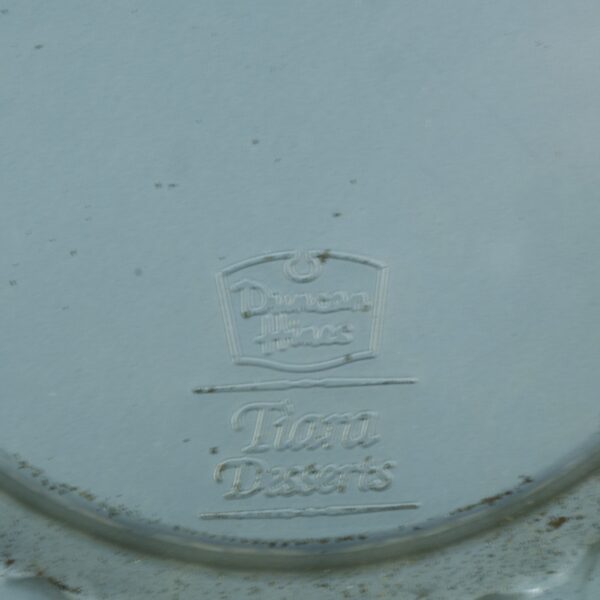 Duncan
Hines
Tiara
Desserts